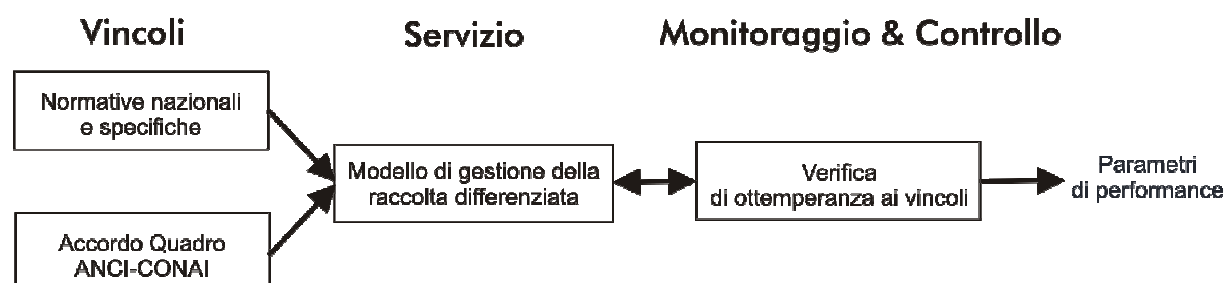 Vincoli
Servizio
Monitoraggio & Controllo
Normative nazionali
e specifiche
Modello di gestione della
raccolta differenziata
Verifica
di ottemperanza ai vincoli
Parametri
di performance
Accordo Quadro
ANCI-CONAI